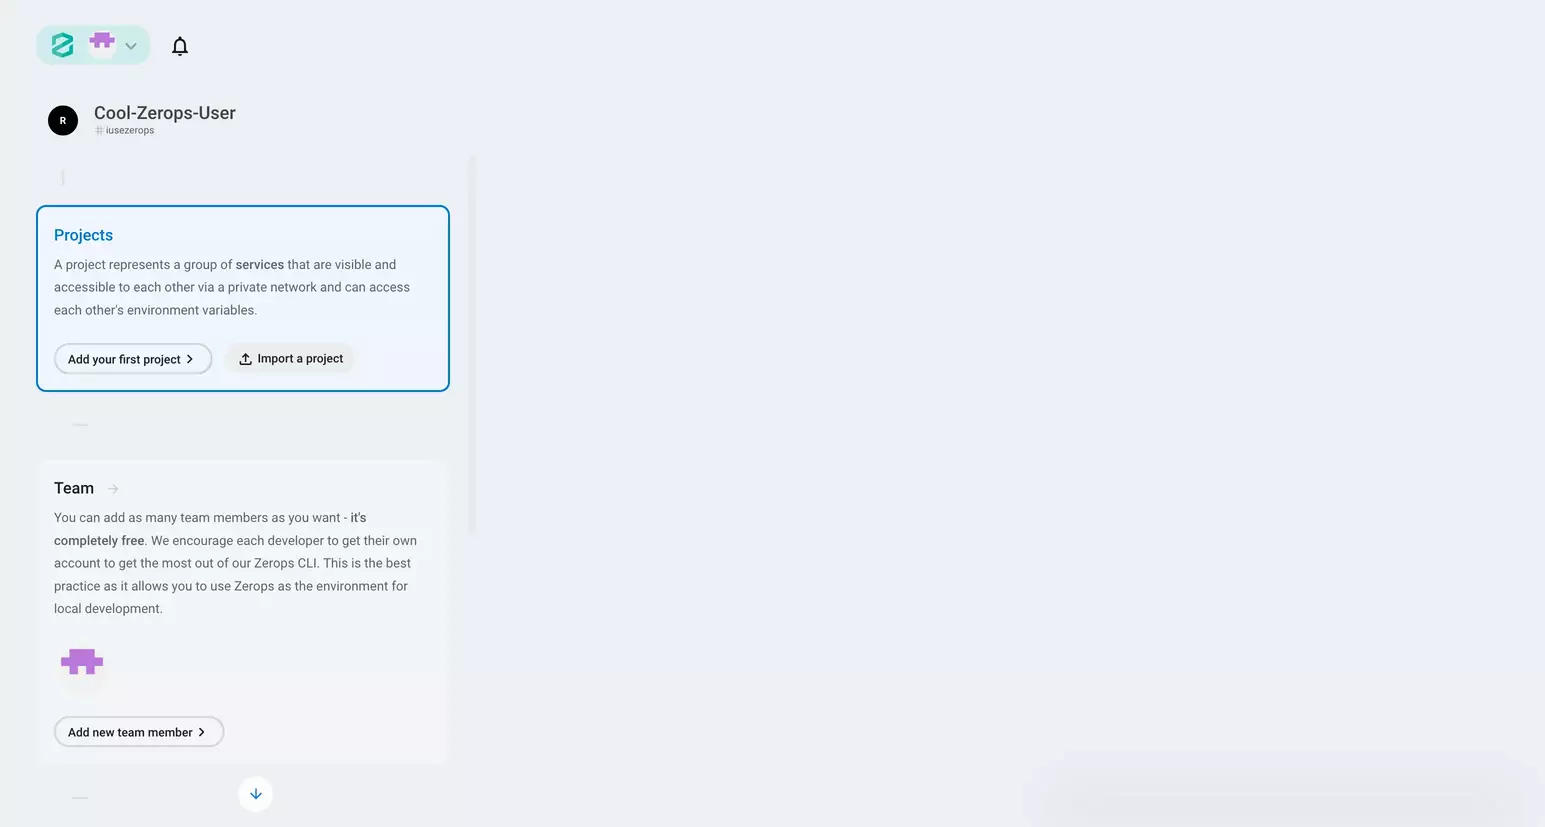 R
Cool-Zerops-User
# iusezerops
Projects
A project represents a group of services that are visible and
accessible to each other via a private network and can access
each other's environment variables.
Add your first project
Import a project
Team
You can add as many team members as you want - it's
completely free. We encourage each developer to get their own
account to get the most out of our Zerops CLI. This is the best
practice as it allows you to use Zerops as the environment for
local development.
Add new team member